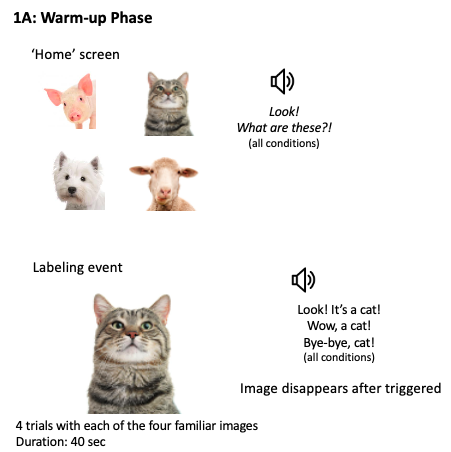 1A: Warm-up Phase
‘Home’ screen
Look!
What are these?!
(all conditions)
Labeling event
Look! It’s a cat!
Wow, a cat!
Bye-bye, cat!
(all conditions)
Image disappears after triggered
4 trials with each of the four familiar images
Duration: 40 sec